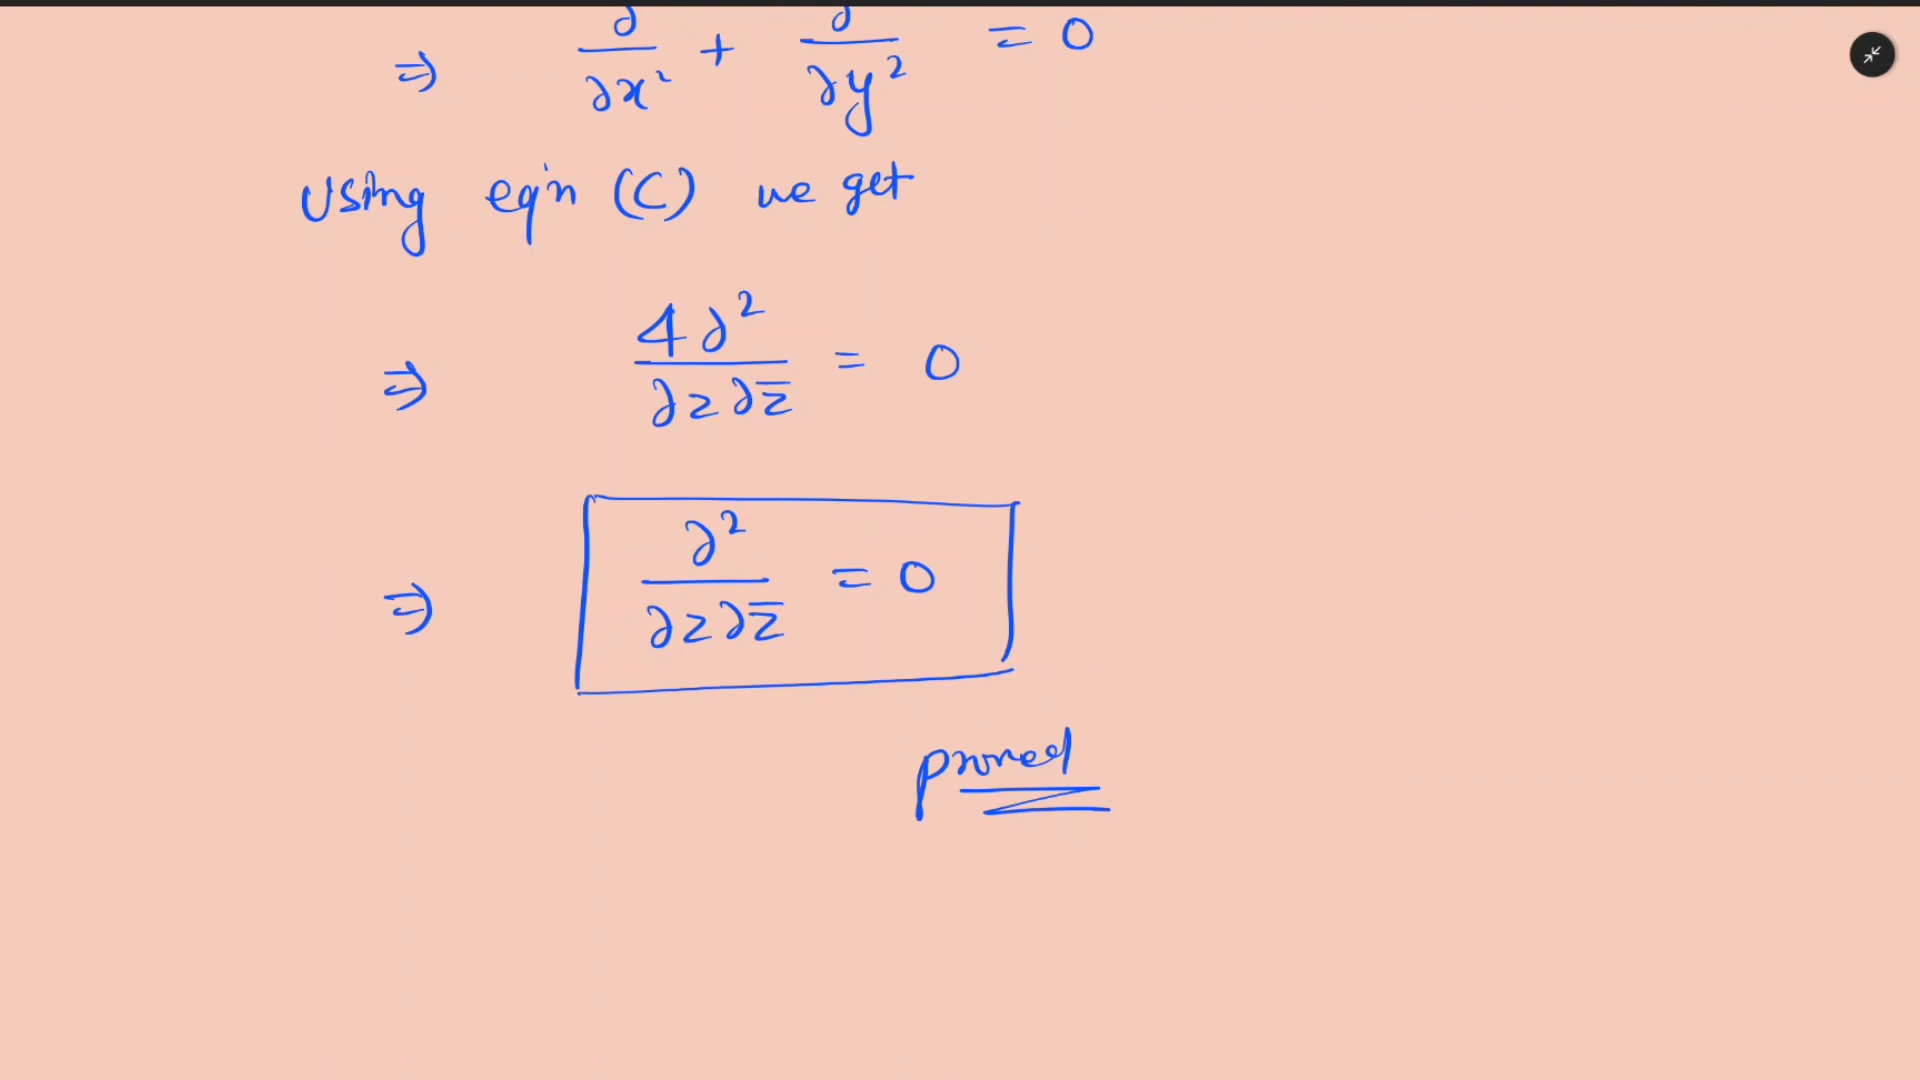 ⇒ ∂/∂x² + ∂/∂y² = 0
Using eq'n (C) we get
⇒ 4∂²/∂z∂z̅ = 0
⇒ ∂²/∂z∂z̅ = 0
proved